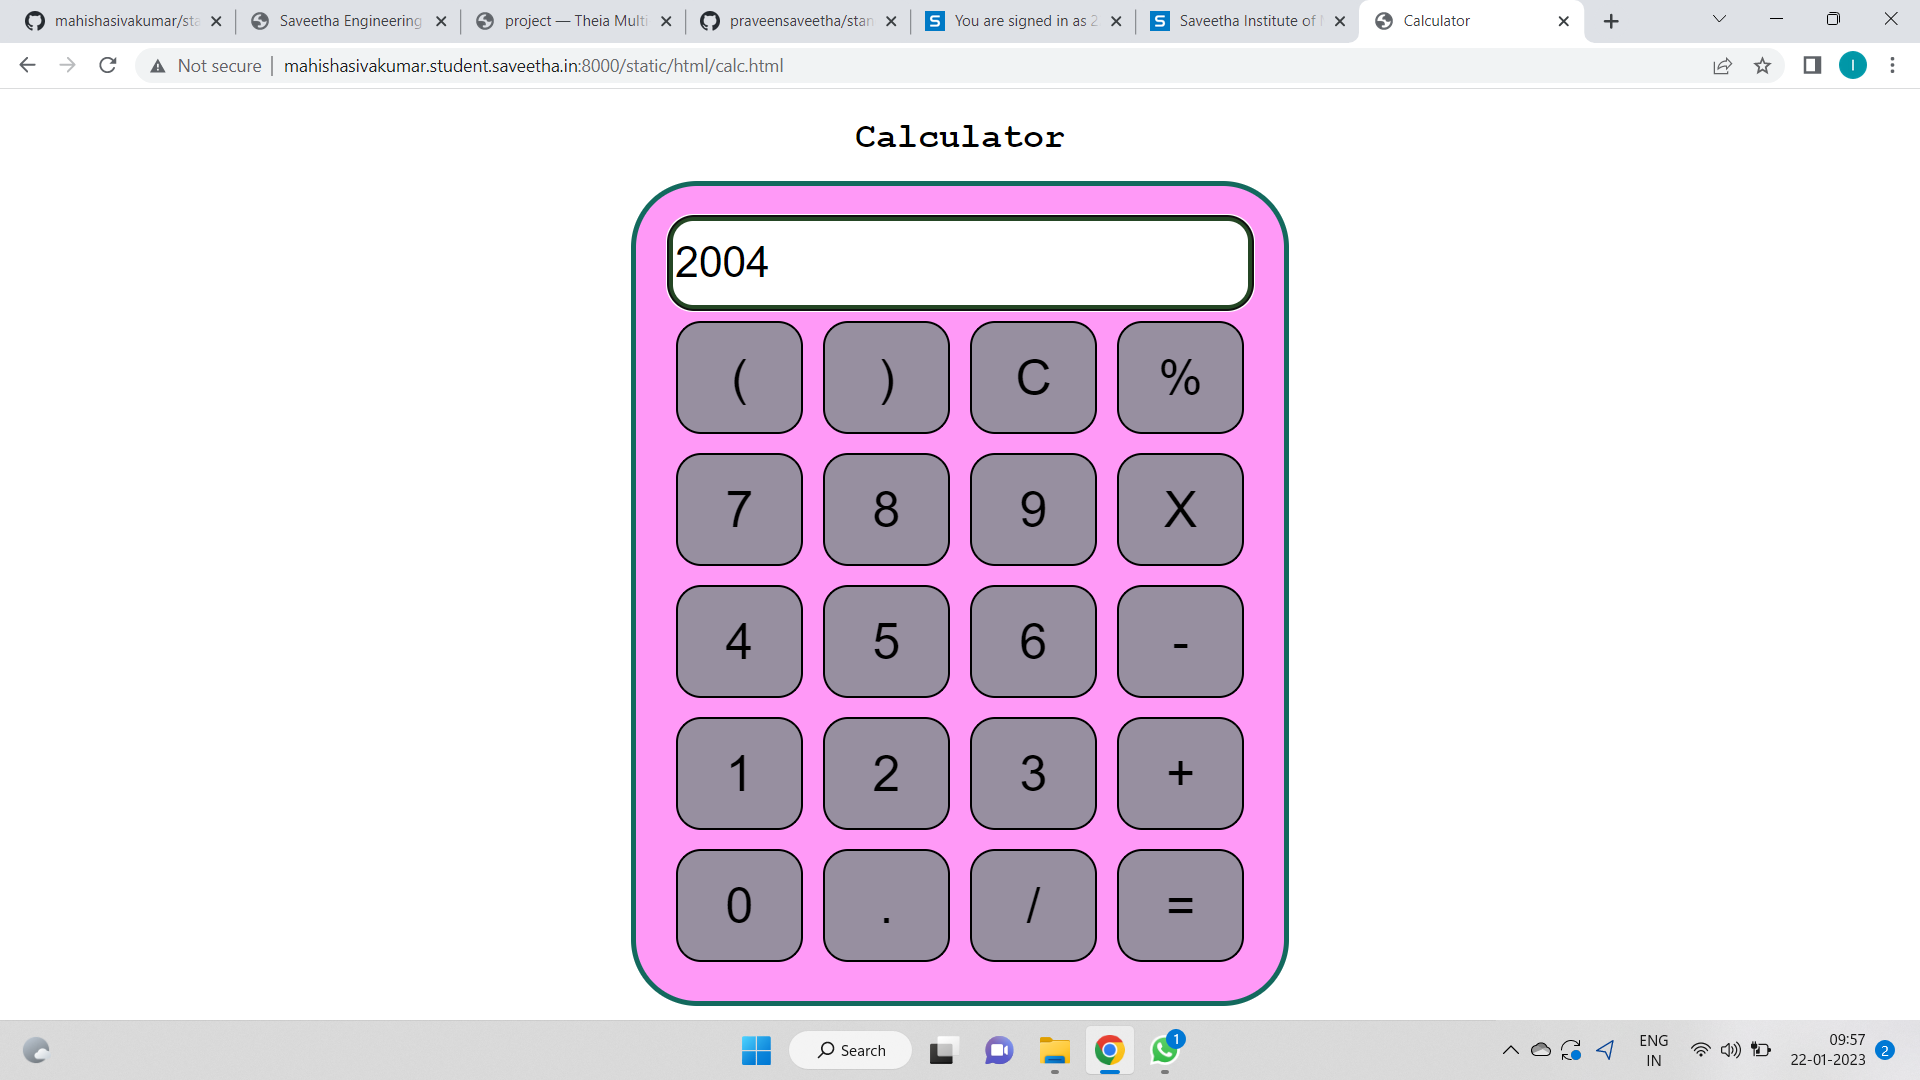 mahishasivakumar/sta
Saveetha Engineering
project — Theia Multi
praveensaveetha/stan
You are signed in as 2
Saveetha Institute of M
Calculator
Not secure
mahishasivakumar.student.saveetha.in:8000/static/html/calc.html
I
Calculator
2004
( ) C %
7 8 9 X
4 5 6 -
1 2 3 +
0 . / =
Search
1
ENG
IN
09:57
22-01-2023
2